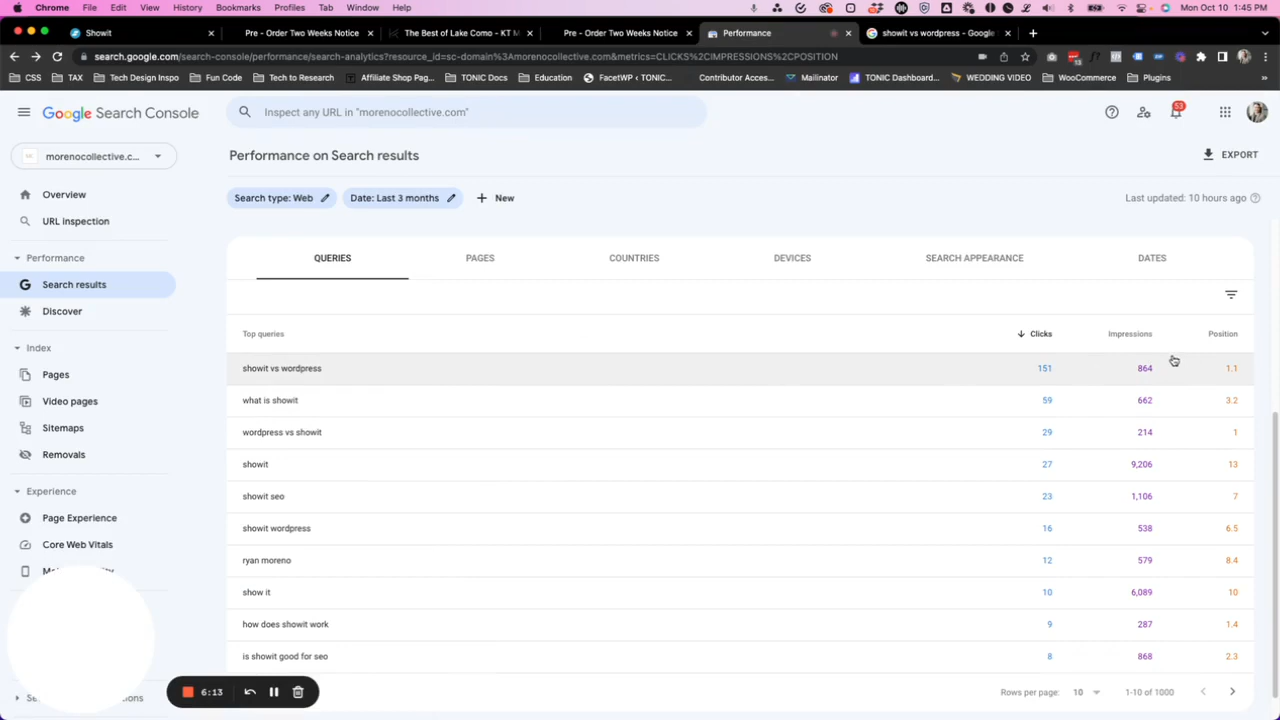 Chrome File Edit View History Bookmarks Profiles Tab Window Help Mon Oct 10 1:45 PM
Showit Pre - Order Two Weeks Notice The Best of Lake Como - KT M Pre - Order Two Weeks Notice Performance showit vs wordpress - Google
search.google.com/search-console/performance/search-analytics?resource_id=sc-domain%3Amorenocollective.com&metrics=CLICKS%2CIMPRESSIONS%2CPOSITION
CSS TAX Tech Design Inspo Fun Code Tech to Research Affiliate Shop Pag... TONIC Docs Education FacetWP ‹ TONIC... Contributor Acces... Mailinator TONIC Dashboard... WEDDING VIDEO WooCommerce Plugins »
Google Search Console Inspect any URL in "morenocollective.com" 53
morenocollective.c...
Performance on Search results EXPORT
Search type: Web Date: Last 3 months New Last updated: 10 hours ago
Overview
URL inspection
Performance
Search results
Discover
Index
Pages
Video pages
Sitemaps
Removals
Experience
Page Experience
Core Web Vitals
QUERIES PAGES COUNTRIES DEVICES SEARCH APPEARANCE DATES
Top queries Clicks Impressions Position
showit vs wordpress 151 864 1.1
what is showit 59 662 3.2
wordpress vs showit 29 214 1
showit 27 9,206 13
showit seo 23 1,106 7
showit wordpress 16 538 6.5
ryan moreno 12 579 8.4
show it 10 6,089 10
how does showit work 9 287 1.4
is showit good for seo 8 868 2.3
6:13
Rows per page: 10 1-10 of 1000